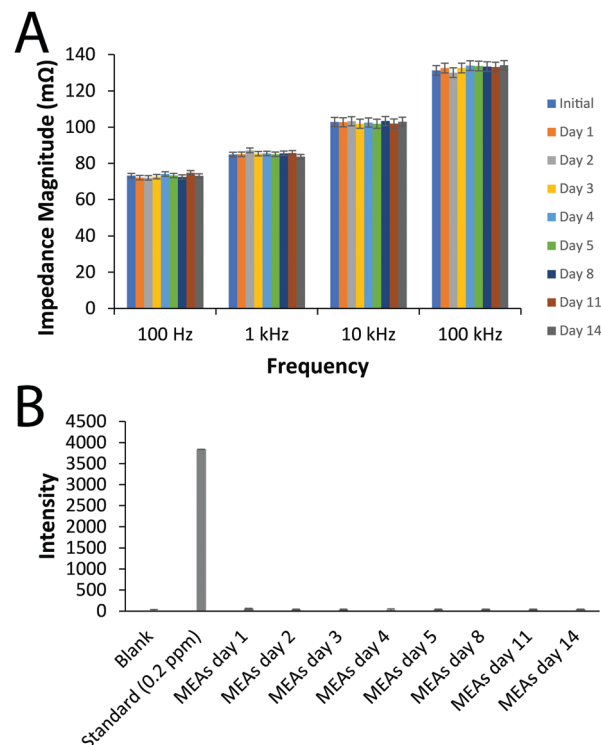 A
Impedance Magnitude (mΩ)
140
120
100
80
60
40
20
0
100 Hz
1 kHz
10 kHz
100 kHz
Frequency
Initial
Day 1
Day 2
Day 3
Day 4
Day 5
Day 8
Day 11
Day 14
B
Intensity
4500
4000
3500
3000
2500
2000
1500
1000
500
0
Blank
Standard (0.2 ppm)
MEAs day 1
MEAs day 2
MEAs day 3
MEAs day 4
MEAs day 5
MEAs day 8
MEAs day 11
MEAs day 14